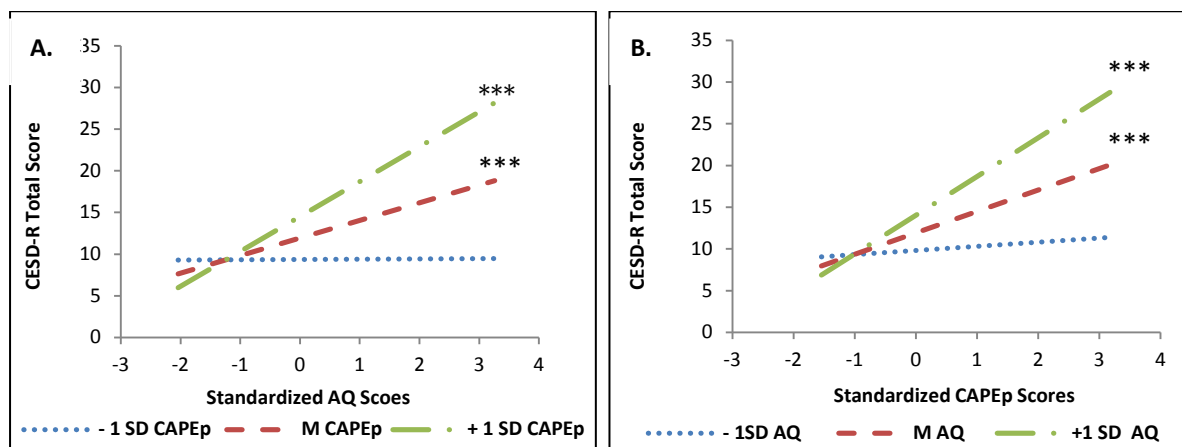 A.
CESD-R Total Score
35
30
25
20
15
10
5
0
***
***
-3 -2 -1 0 1 2 3 4
Standardized AQ Scoes
- 1 SD CAPEp M CAPEp + 1 SD CAPEp
B.
CESD-R Total Score
35
30
25
20
15
10
5
0
***
***
-3 -2 -1 0 1 2 3 4
Standardized CAPEp Scores
- 1SD AQ M AQ +1 SD AQ